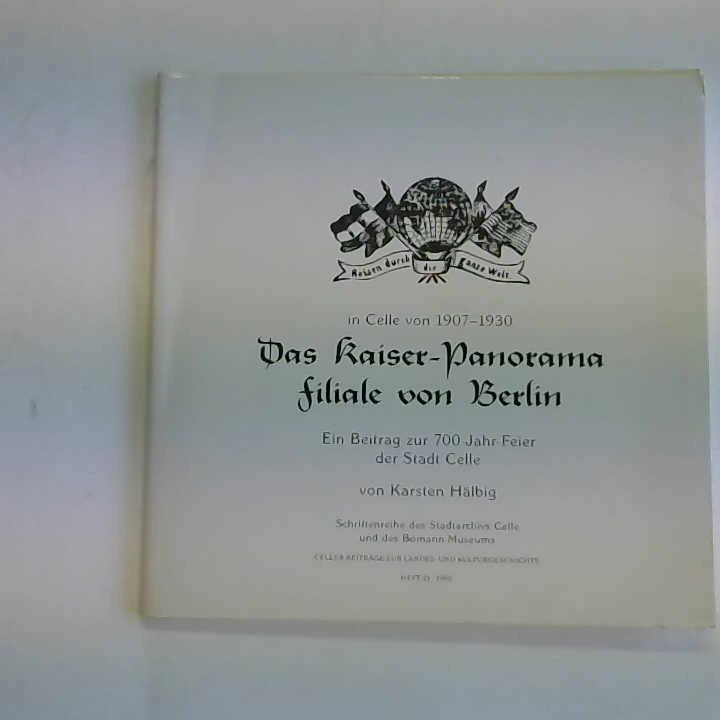 Reisen durch die ganze Welt
in Celle von 1907–1930
Das Kaiser-Panorama
Filiale von Berlin
Ein Beitrag zur 700-Jahr-Feier
der Stadt Celle
von Karsten Hälbig
Schriftenreihe des Stadtarchivs Celle
und des Bomann-Museums
CELLER BEITRÄGE ZUR LANDES- UND KULTURGESCHICHTE
HEFT